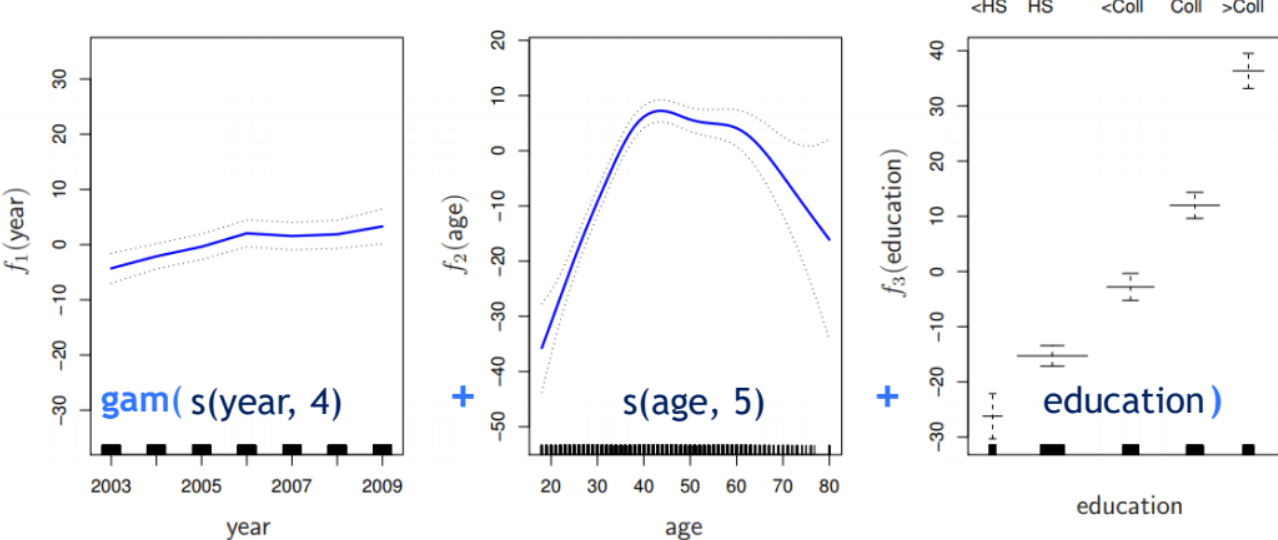 <HS HS <Coll Coll >Coll
30
20
10
0
−10
−20
−30
f1(year)
gam( s(year, 4)
2003 2005 2007 2009
year
+
20
10
0
−10
−20
−30
−40
−50
f2(age)
s(age, 5)
20 30 40 50 60 70 80
age
+
40
30
20
10
0
−10
−20
−30
f3(education)
education )
education